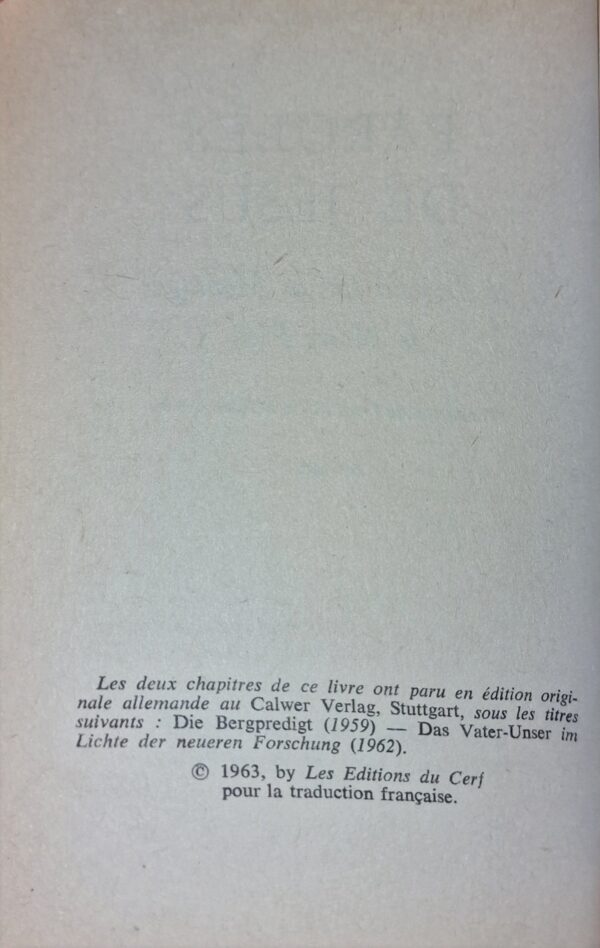 Les deux chapitres de ce livre ont paru en édition origi-
nale allemande au Calwer Verlag, Stuttgart, sous les titres
suivants : Die Bergpredigt (1959) — Das Vater-Unser im
Lichte der neueren Forschung (1962).
© 1963, by Les Editions du Cerf
pour la traduction française.